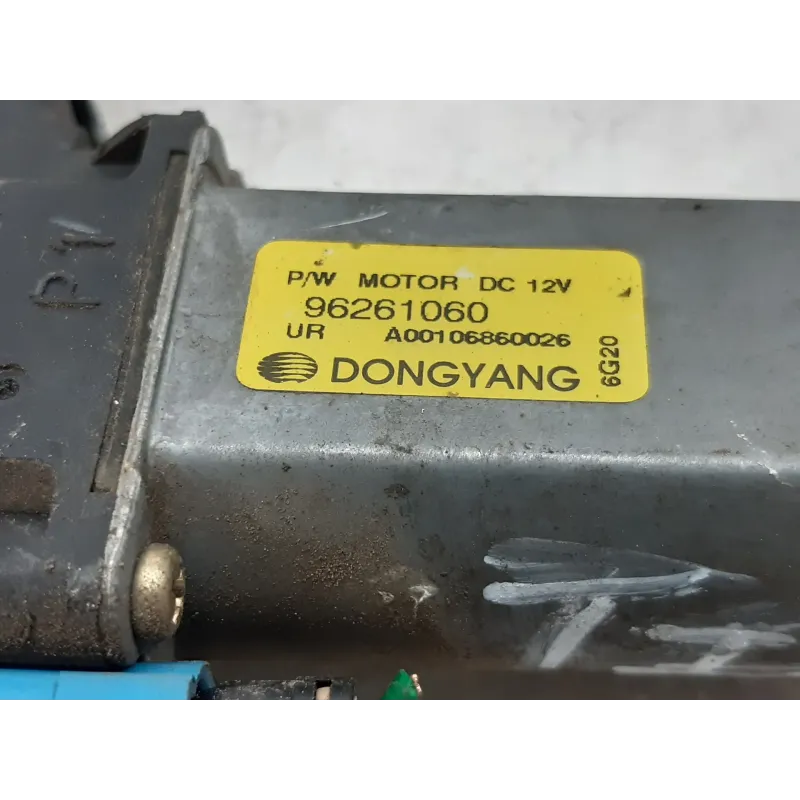 P/W MOTOR DC 12V
96261060
UR A00106860026
DONGYANG
6G20